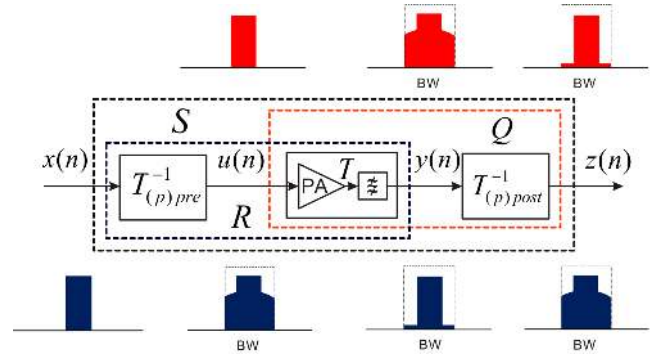 BW BW
S Q
x(n) u(n) T y(n) z(n)
T⁻¹₍ₚ₎ pre PA T⁻¹₍ₚ₎ post
R
BW BW BW